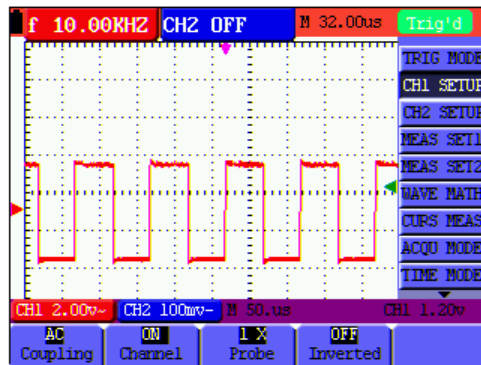 f 10.00KHZ CH2 OFF M 32.00us Trig'd
TRIG MODE
CH1 SETUP
CH2 SETUP
MEAS SET1
MEAS SET2
WAVE MATH
CURS MEAS
ACQU MODE
TIME MODE
CH1 2.00v~ CH2 100mv- M 50.us CH1 1.20v
AC ON 1 X OFF
Coupling Channel Probe Inverted